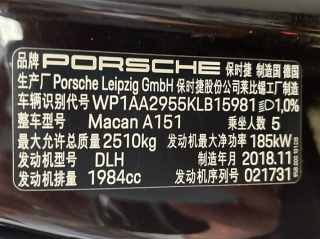 品牌 PORSCHE 保时捷 制造国 德国
生产厂 Porsche Leipzig GmbH 保时捷股份公司莱比锡工厂制造
车辆识别代号 WP1AA2955KLB15981 D 1,0%
整车型号 Macan A151 乘坐人数 5
最大允许总质量 2510kg 发动机最大净功率 185kW
发动机型号 DLH 制造年月 2018.11
发动机排量 1984cc 发动机序列号 021731